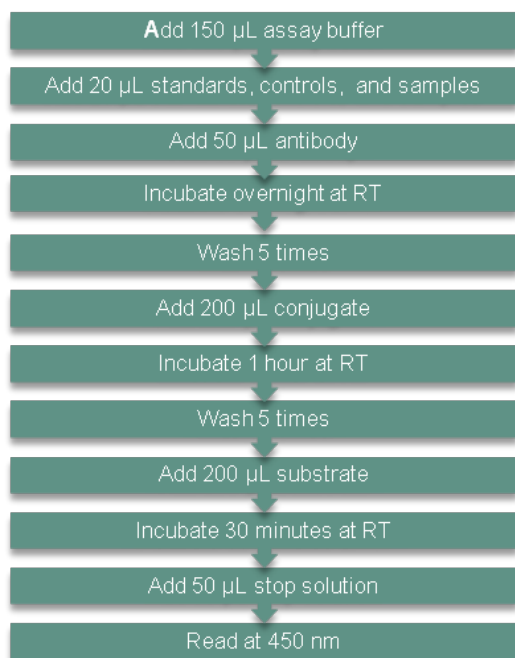 Add 150 µL assay buffer
Add 20 µL standards, controls, and samples
Add 50 µL antibody
Incubate overnight at RT
Wash 5 times
Add 200 µL conjugate
Incubate 1 hour at RT
Wash 5 times
Add 200 µL substrate
Incubate 30 minutes at RT
Add 50 µL stop solution
Read at 450 nm